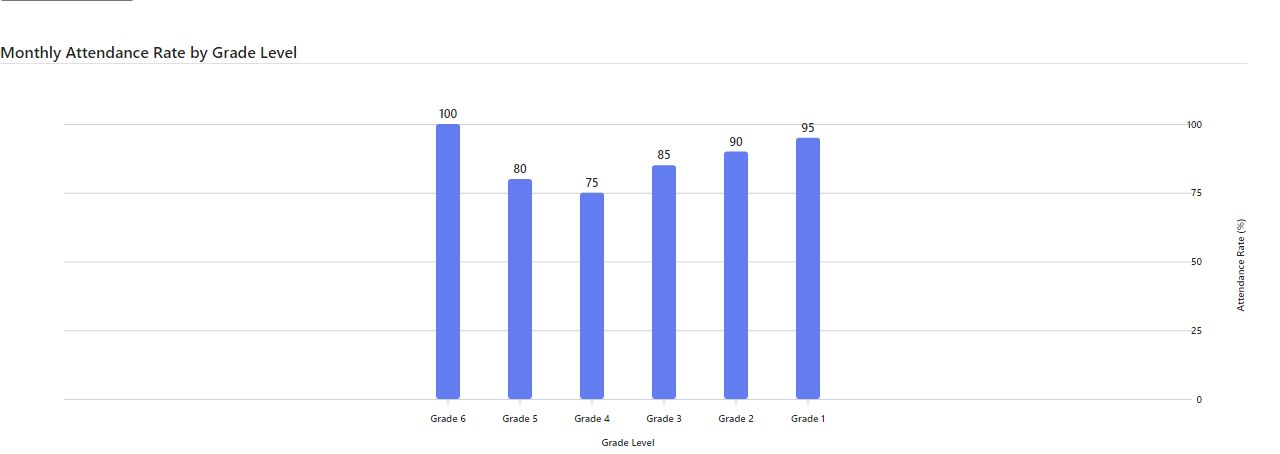 Monthly Attendance Rate by Grade Level
100
80
75
85
90
95
100
75
50
25
0
Attendance Rate (%)
Grade 6 Grade 5 Grade 4 Grade 3 Grade 2 Grade 1
Grade Level